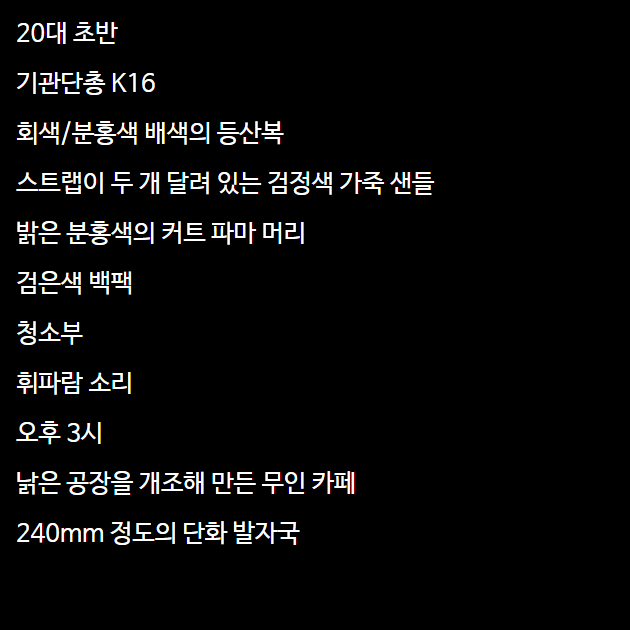 20대 초반
기관단총 K16
회색/분홍색 배색의 등산복
스트랩이 두 개 달려 있는 검정색 가죽 샌들
밝은 분홍색의 커트 파마 머리
검은색 백팩
청소부
휘파람 소리
오후 3시
낡은 공장을 개조해 만든 무인 카페
240mm 정도의 단화 발자국